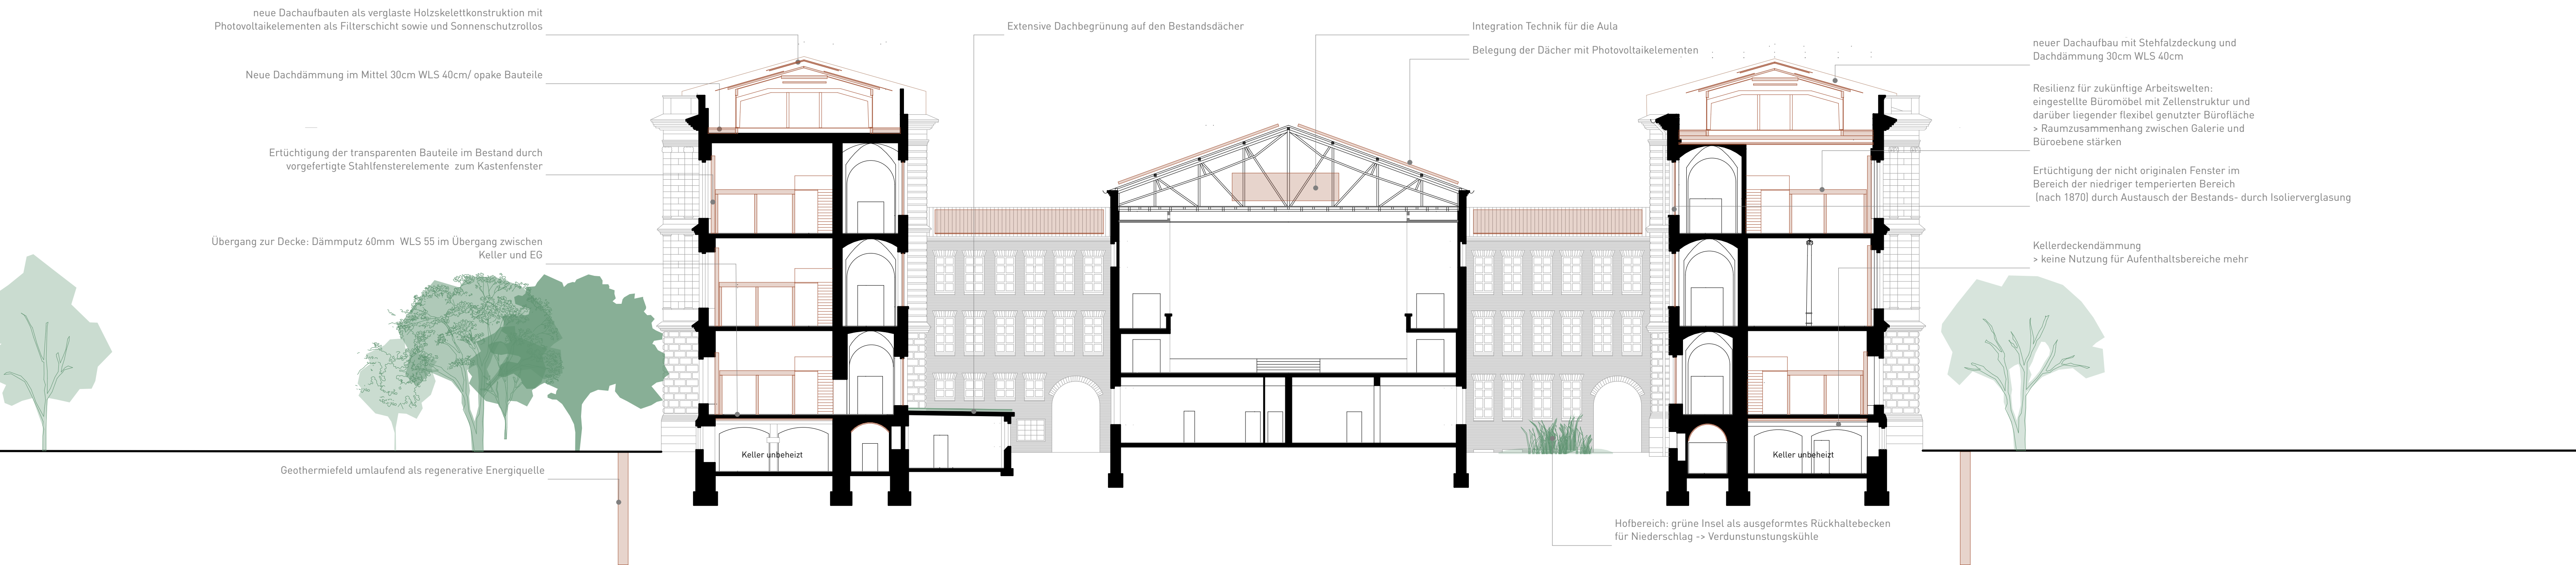 neue Dachaufbauten als verglaste Holzskelettkonstruktion mit
Photovoltaikelementen als Filterschicht sowie und Sonnenschutzrollos
Neue Dachdämmung im Mittel 30cm WLS 40cm/ opake Bauteile
Ertüchtigung der transparenten Bauteile im Bestand durch
vorgefertigte Stahlfensterelemente zum Kastenfenster
Übergang zur Decke: Dämmputz 60mm WLS 55 im Übergang zwischen
Keller und EG
Geothermiefeld umlaufend als regenerative Energiquelle
Keller unbeheizt
Extensive Dachbegrünung auf den Bestandsdächer
Integration Technik für die Aula
Belegung der Dächer mit Photovoltaikelementen
neuer Dachaufbau mit Stehfalzdeckung und
Dachdämmung 30cm WLS 40cm
Resilienz für zukünftige Arbeitswelten:
eingestellte Büromöbel mit Zellenstruktur und
darüber liegender flexibel genutzter Bürofläche
> Raumzusammenhang zwischen Galerie und
Büroebene stärken
Ertüchtigung der nicht originalen Fenster im
Bereich der niedriger temperierten Bereich
(nach 1870) durch Austausch der Bestands- durch Isolierverglasung
Kellerdeckendämmung
> keine Nutzung für Aufenthaltsbereiche mehr
Keller unbeheizt
Hofbereich: grüne Insel als ausgeformtes Rückhaltebecken
für Niederschlag -> Verdunstunstungskühle